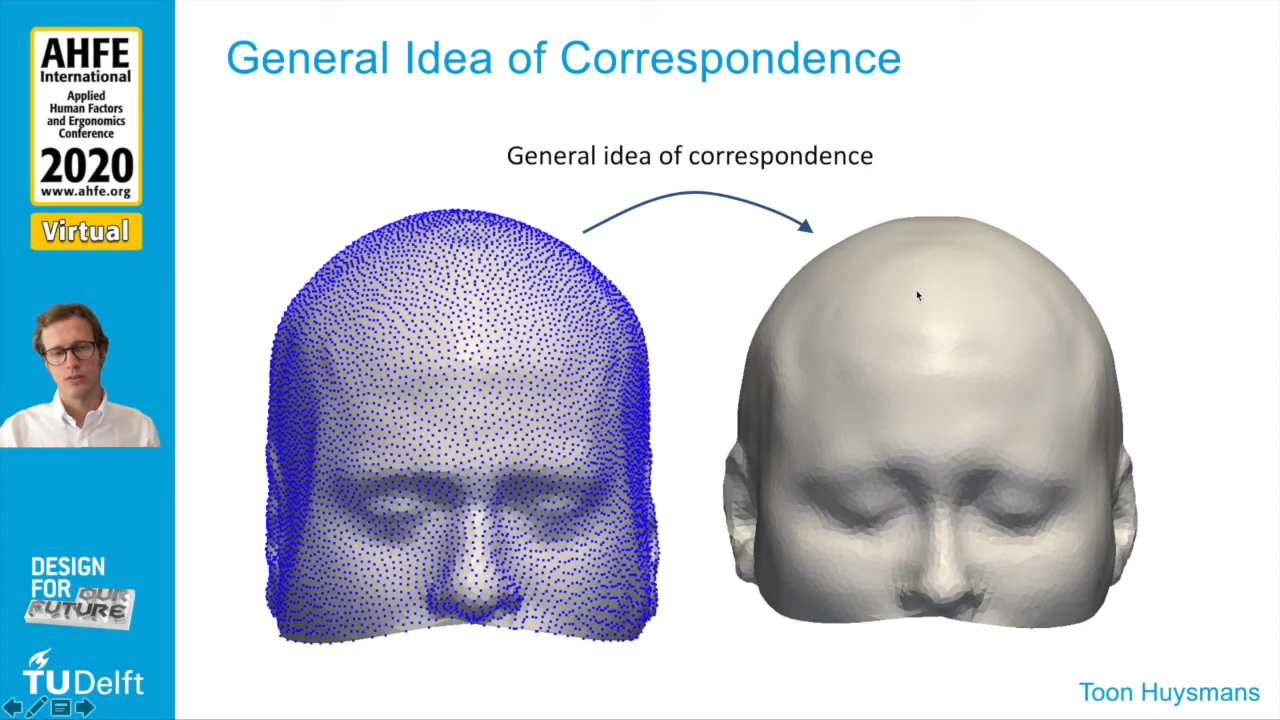 AHFE
International
Applied
Human Factors
and Ergonomics
Conference
2020
www.ahfe.org
Virtual
DESIGN
FOR OUR
FUTURE
TUDelft
General Idea of Correspondence
General idea of correspondence
Toon Huysmans